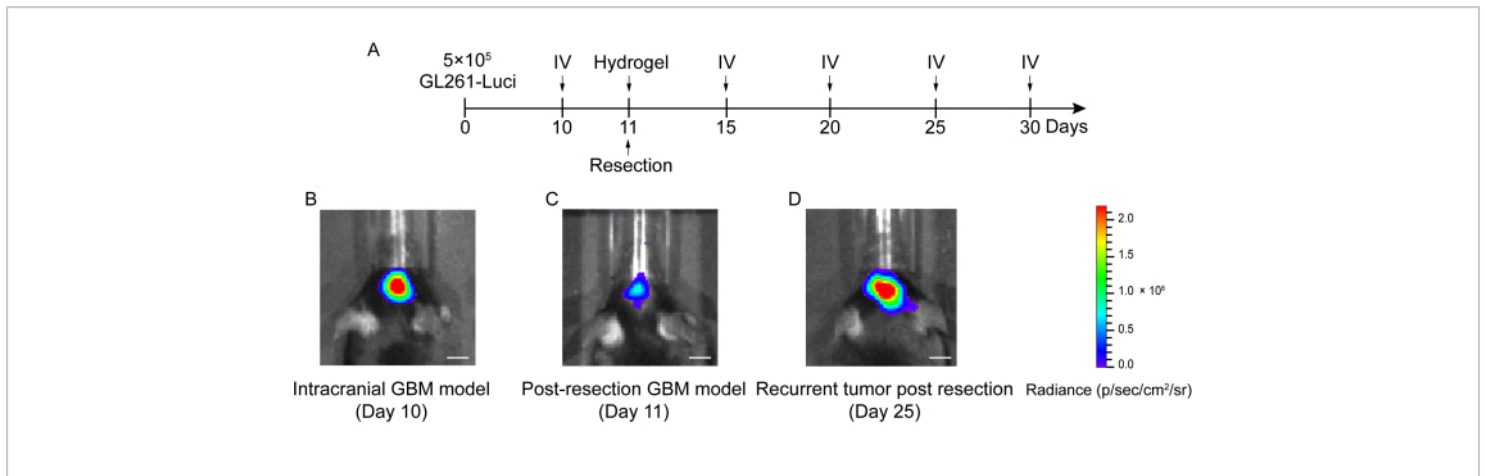 A
5×10⁵
GL261-Luci
IV Hydrogel IV IV IV IV
0 10 11 15 20 25 30 Days
Resection
B C D
2.0
1.5
1.0 × 10⁶
0.5
0.0
Intracranial GBM model Post-resection GBM model Recurrent tumor post resection Radiance (p/sec/cm²/sr)
(Day 10) (Day 11) (Day 25)